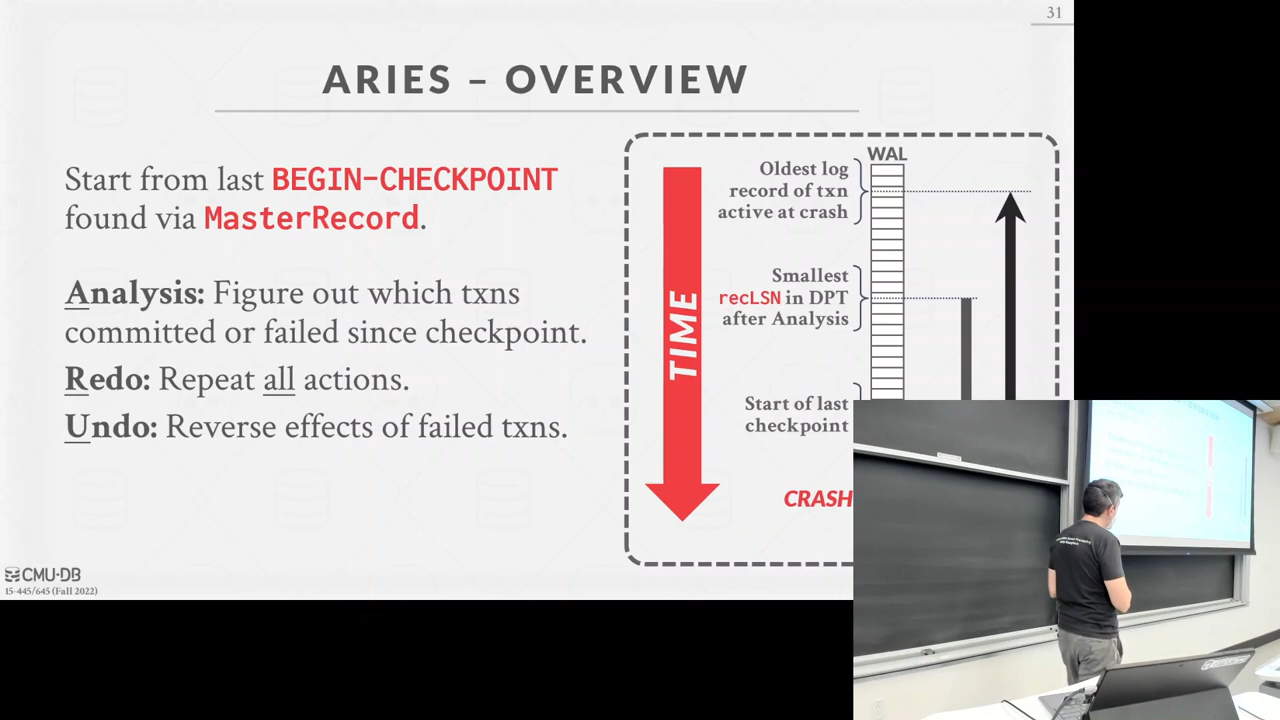 31
ARIES – OVERVIEW
Start from last BEGIN-CHECKPOINT
found via MasterRecord.
Analysis: Figure out which txns
committed or failed since checkpoint.
Redo: Repeat all actions.
Undo: Reverse effects of failed txns.
WAL
Oldest log
record of txn
active at crash
Smallest
recLSN in DPT
after Analysis
Start of last
checkpoint
TIME
CRASH
CMU·DB
15-445/645 (Fall 2022)